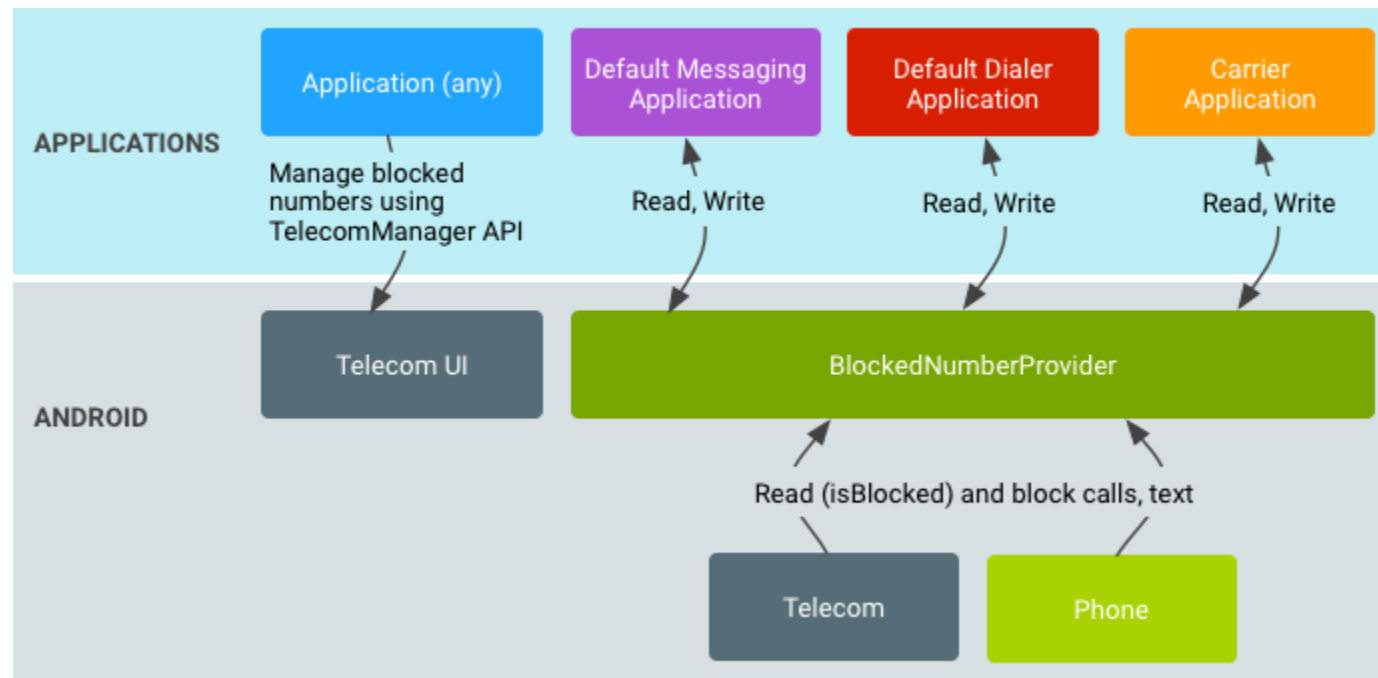 APPLICATIONS
Application (any)
Default Messaging
Application
Default Dialer
Application
Carrier
Application
Manage blocked
numbers using
TelecomManager API
Read, Write
Read, Write
Read, Write
ANDROID
Telecom UI
BlockedNumberProvider
Read (isBlocked) and block calls, text
Telecom
Phone